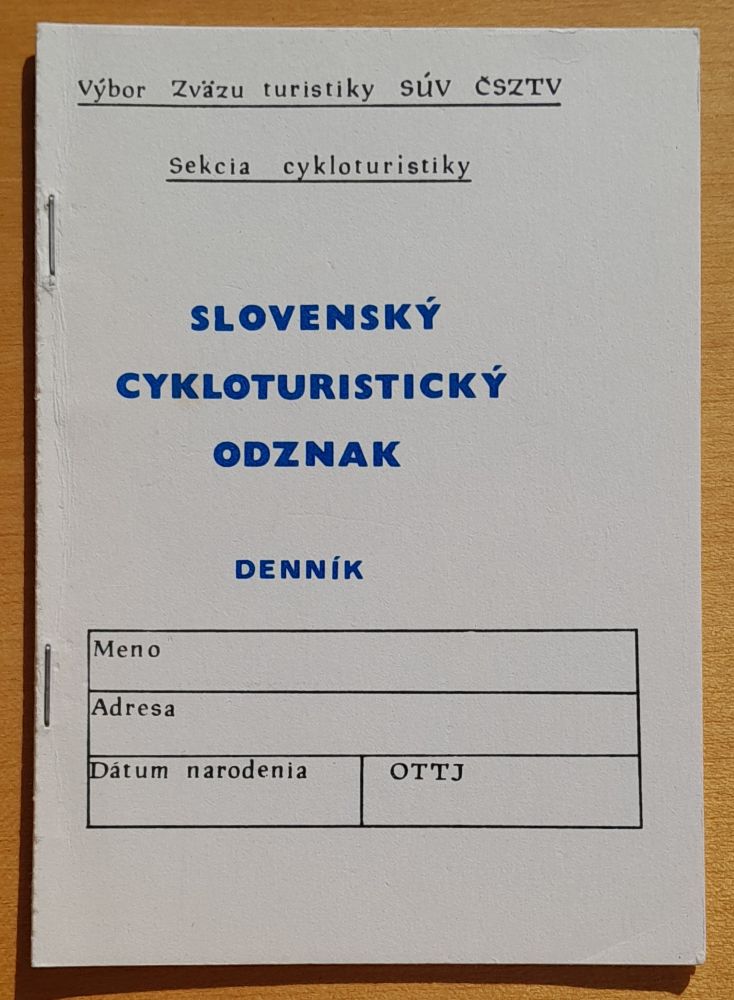 Výbor Zväzu turistiky SÚV ČSZTV
Sekcia cykloturistiky
SLOVENSKÝ
CYKLOTURISTICKÝ
ODZNAK
DENNÍK
Meno
Adresa
Dátum narodenia OTTJ